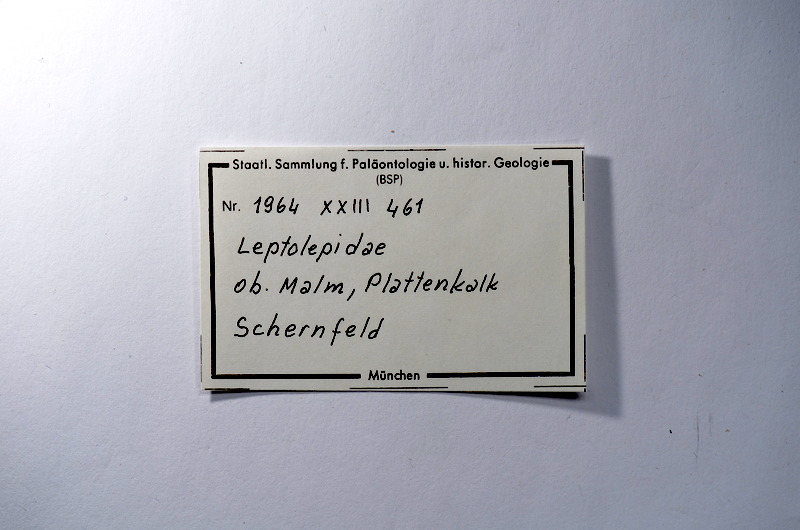 Staatl. Sammlung f. Paläontologie u. histor. Geologie
(BSP)
Nr. 1964 XXIII 461
Leptolepidae
ob. Malm, Plattenkalk
Schernfeld
München